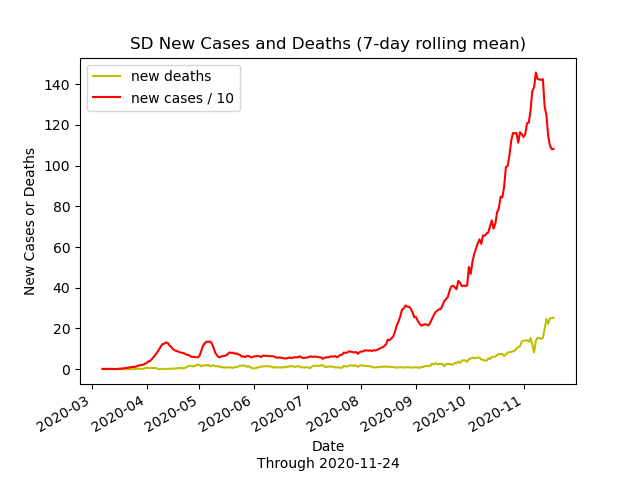 SD New Cases and Deaths (7-day rolling mean)
new deaths
new cases / 10
New Cases or Deaths
140
120
100
80
60
40
20
0
2020-03
2020-04
2020-05
2020-06
2020-07
2020-08
2020-09
2020-10
2020-11
Date
Through 2020-11-24